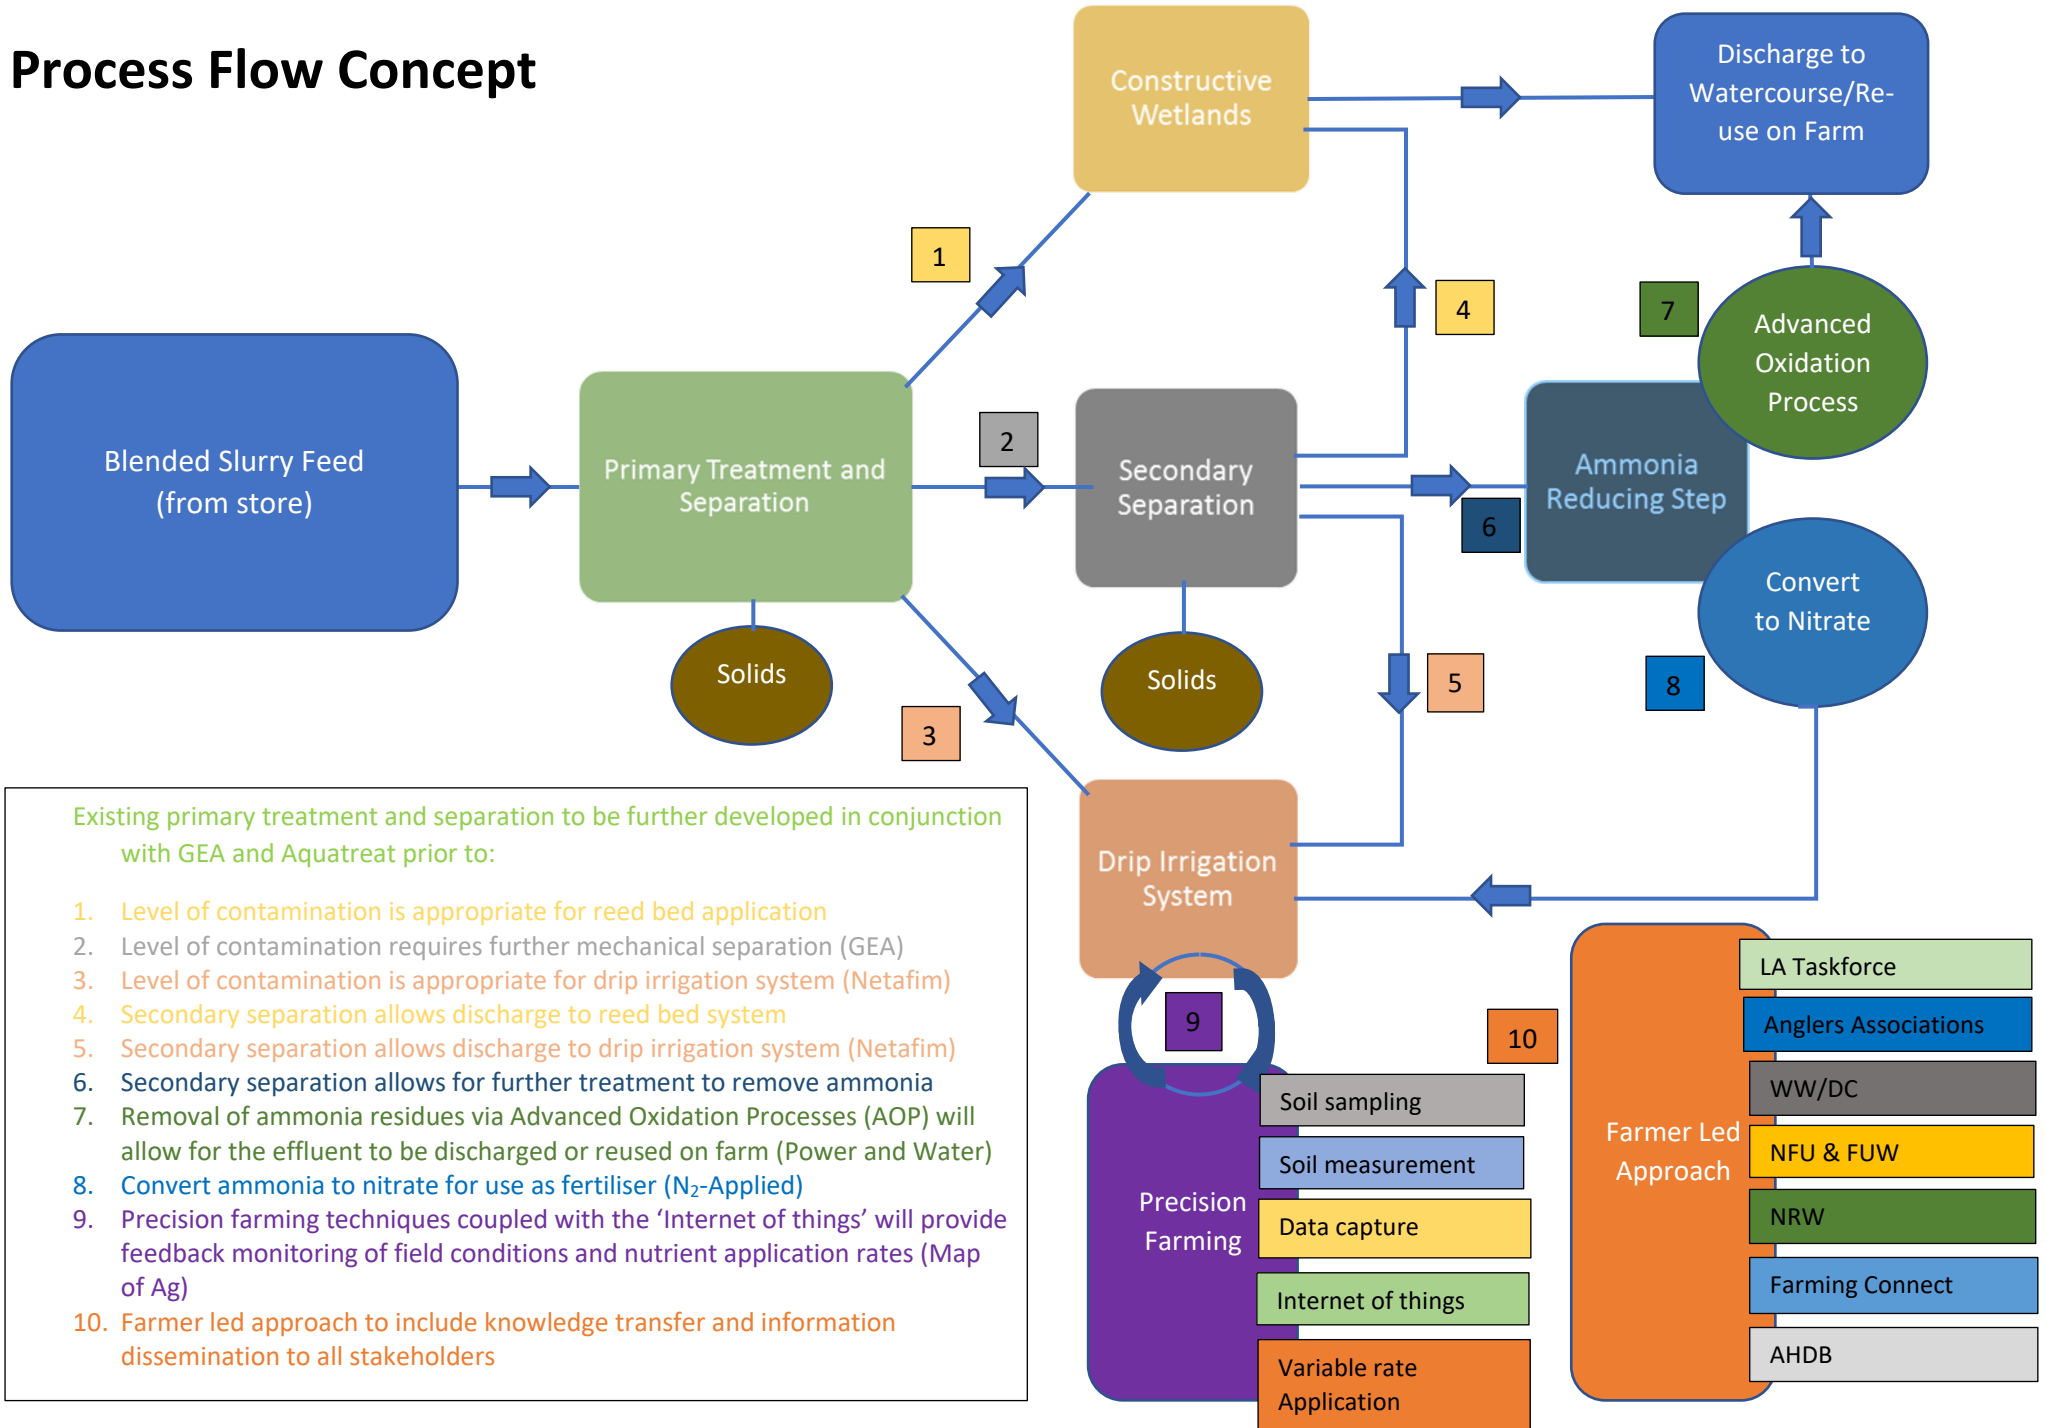 Process Flow Concept
Constructive
Wetlands
Discharge to
Watercourse/Re-
use on Farm
1
4
7
Advanced
Oxidation
Process
Blended Slurry Feed
(from store)
Primary Treatment and
Separation
2
Secondary
Separation
6
Ammonia
Reducing Step
Convert
to Nitrate
Solids
Solids
3
5
8
Drip Irrigation
System
Existing primary treatment and separation to be further developed in conjunction
with GEA and Aquatreat prior to:
1. Level of contamination is appropriate for reed bed application
2. Level of contamination requires further mechanical separation (GEA)
3. Level of contamination is appropriate for drip irrigation system (Netafim)
4. Secondary separation allows discharge to reed bed system
5. Secondary separation allows discharge to drip irrigation system (Netafim)
6. Secondary separation allows for further treatment to remove ammonia
7. Removal of ammonia residues via Advanced Oxidation Processes (AOP) will
allow for the effluent to be discharged or reused on farm (Power and Water)
8. Convert ammonia to nitrate for use as fertiliser (N₂-Applied)
9. Precision farming techniques coupled with the ‘Internet of things’ will provide
feedback monitoring of field conditions and nutrient application rates (Map
of Ag)
10. Farmer led approach to include knowledge transfer and information
dissemination to all stakeholders
9
Precision
Farming
Soil sampling
Soil measurement
Data capture
Internet of things
Variable rate
Application
10
Farmer Led
Approach
LA Taskforce
Anglers Associations
WW/DC
NFU & FUW
NRW
Farming Connect
AHDB